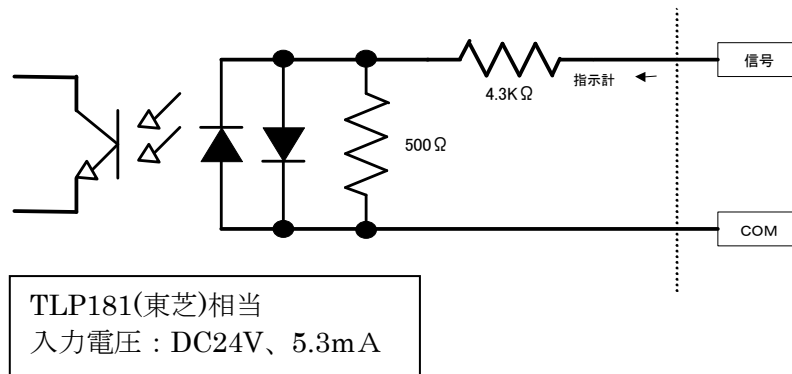 信号
4.3KΩ
指示計
500Ω
COM
TLP181(東芝)相当
入力電圧：DC24V、5.3mA